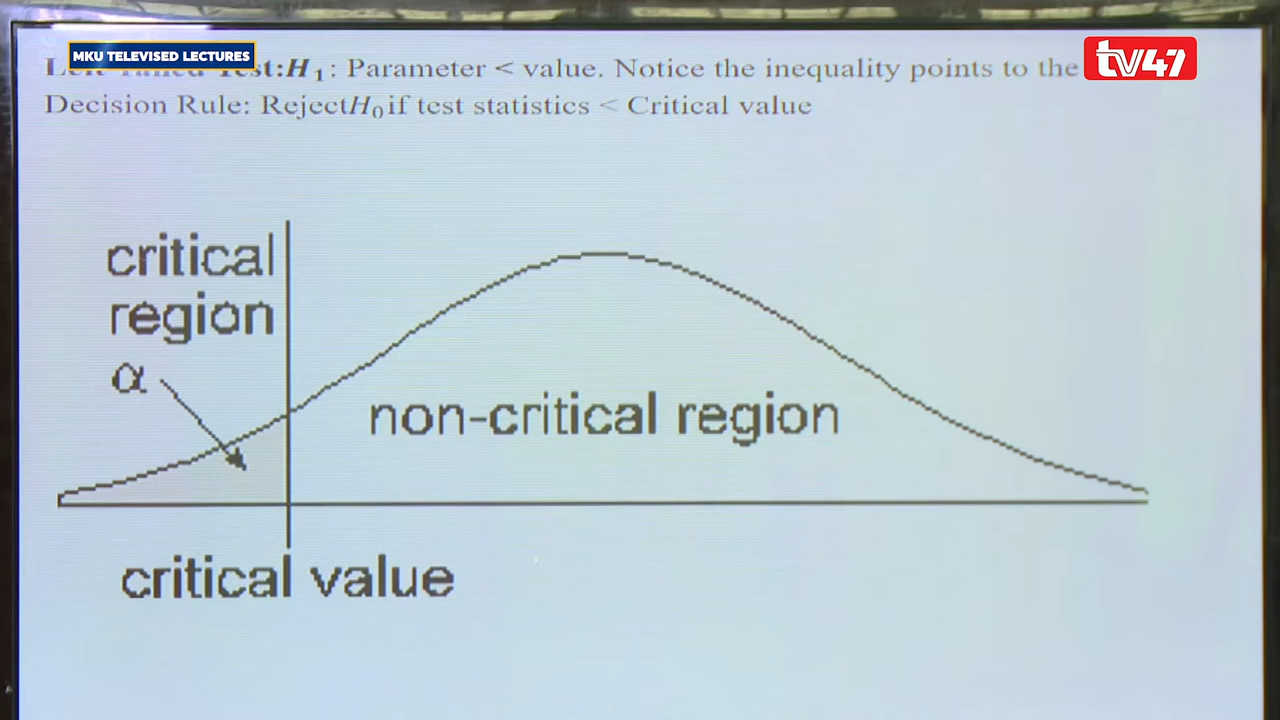 MKU TELEVISED LECTURES
tv47
Test:H₁: Parameter < value. Notice the inequality points to the
Decision Rule: RejectH₀if test statistics < Critical value
critical
region
α
non-critical region
critical value